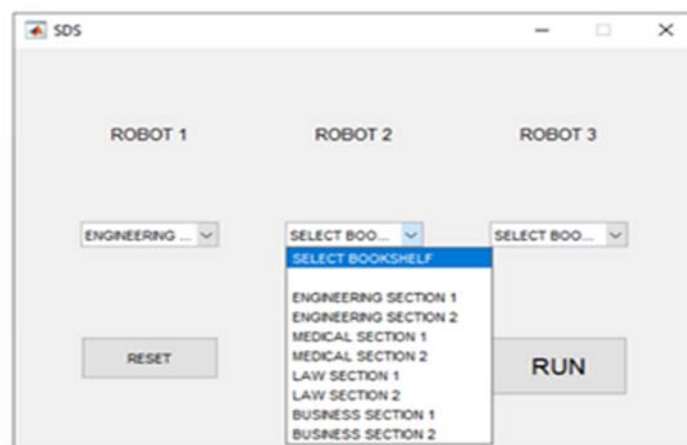 SDS
ROBOT 1 ROBOT 2 ROBOT 3
ENGINEERING ... SELECT BOO... SELECT BOO...
SELECT BOOKSHELF
ENGINEERING SECTION 1
ENGINEERING SECTION 2
MEDICAL SECTION 1
MEDICAL SECTION 2
LAW SECTION 1
LAW SECTION 2
BUSINESS SECTION 1
BUSINESS SECTION 2
RESET
RUN